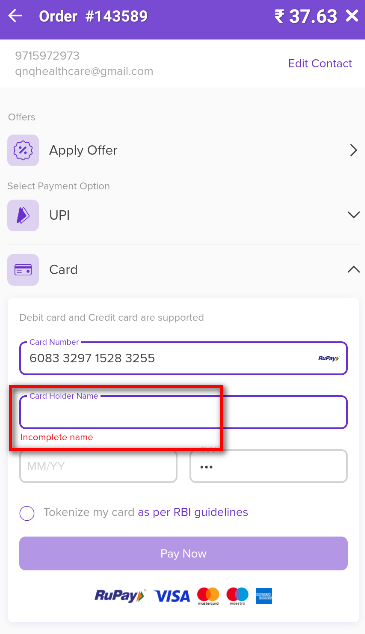 Order #143589
₹ 37.63
9715972973
qnqhealthcare@gmail.com
Edit Contact
Offers
Apply Offer
Select Payment Option
UPI
Card
Debit card and Credit card are supported
Card Number
6083 3297 1528 3255
RuPay
Card Holder Name
Incomplete name
MM/YY
•••
Tokenize my card as per RBI guidelines
Pay Now
RuPay VISA mastercard maestro